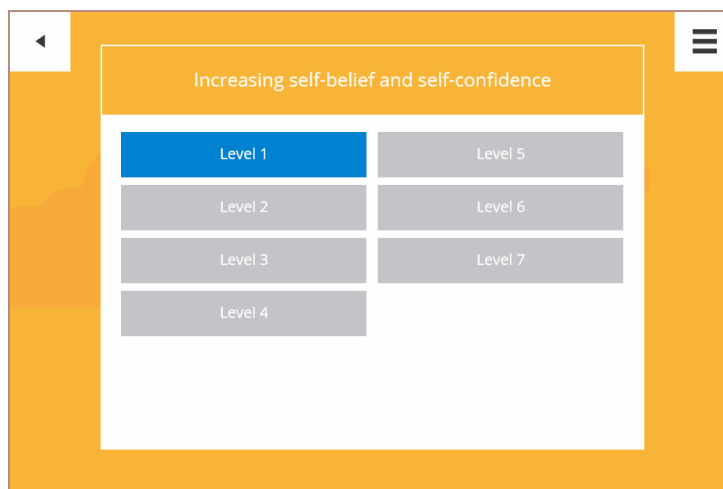 Increasing self-belief and self-confidence
Level 1
Level 2
Level 3
Level 4
Level 5
Level 6
Level 7